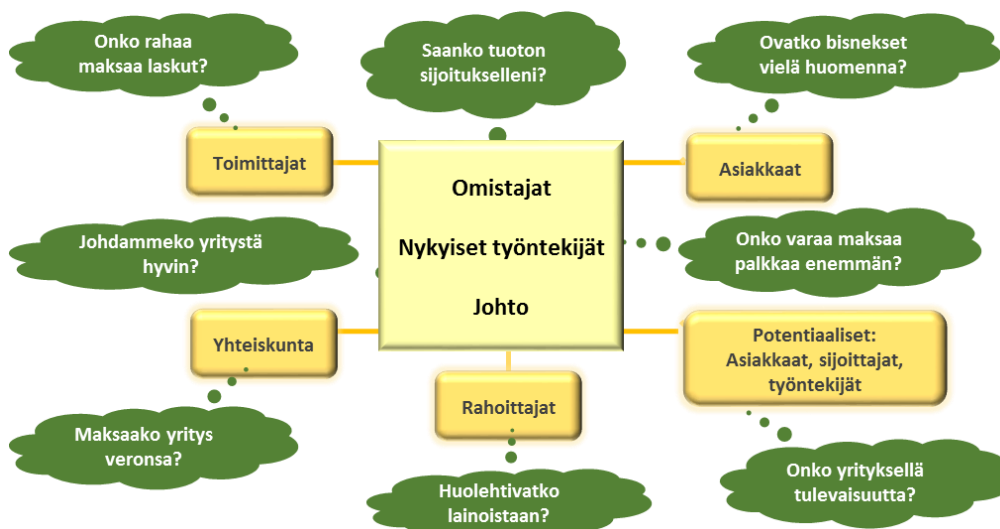 Onko rahaa
maksaa laskut?
Saanko tuoton
sijoitukselleni?
Ovatko bisnekset
vielä huomenna?
Toimittajat
Omistajat
Nykyiset työntekijät
Johto
Asiakkaat
Johdammeko yritystä
hyvin?
Onko varaa maksaa
palkkaa enemmän?
Yhteiskunta
Potentiaaliset:
Asiakkaat, sijoittajat,
työntekijät
Rahoittajat
Maksaako yritys
veronsa?
Huolehtivatko
lainoistaan?
Onko yrityksellä
tulevaisuutta?